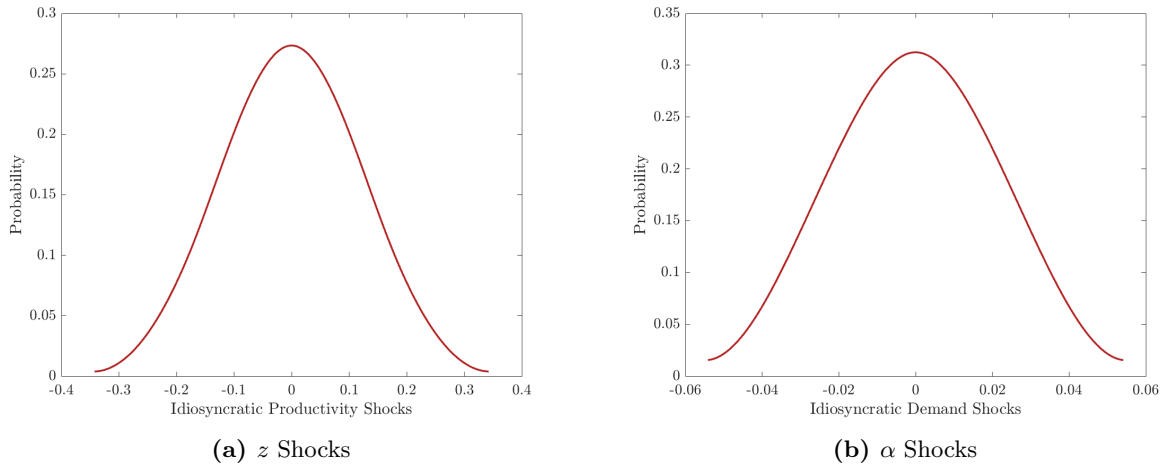 0.3
0.25
0.2
0.15
0.1
0.05
0
Probability
-0.4 -0.3 -0.2 -0.1 0 0.1 0.2 0.3 0.4
Idiosyncratic Productivity Shocks
(a) z Shocks
0.35
0.3
0.25
0.2
0.15
0.1
0.05
0
Probability
-0.06 -0.04 -0.02 0 0.02 0.04 0.06
Idiosyncratic Demand Shocks
(b) α Shocks